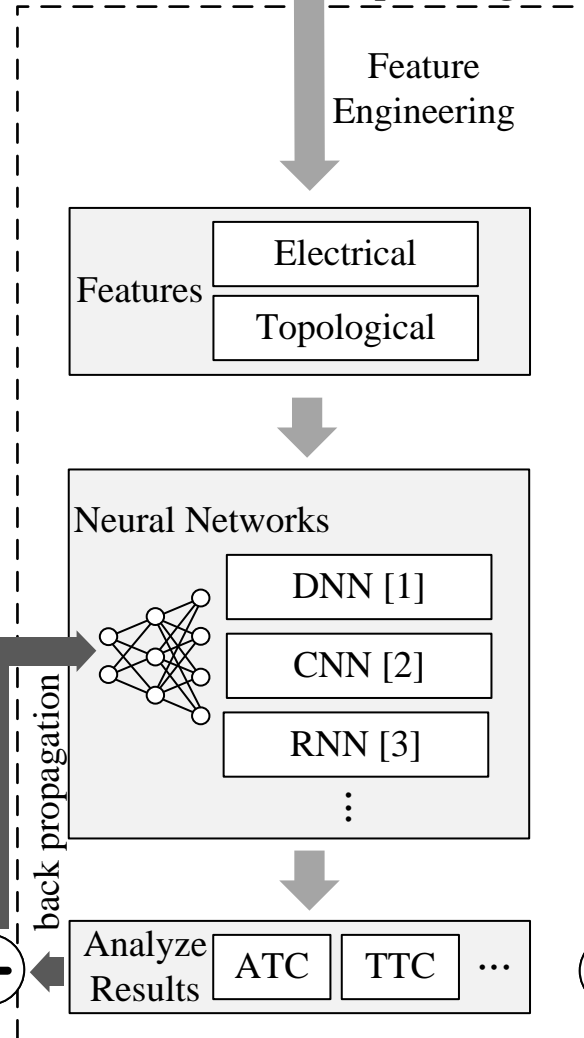 Feature
Engineering
Features
Electrical
Topological
Neural Networks
DNN [1]
CNN [2]
RNN [3]
⋮
back propagation
Analyze
Results
ATC
TTC
···